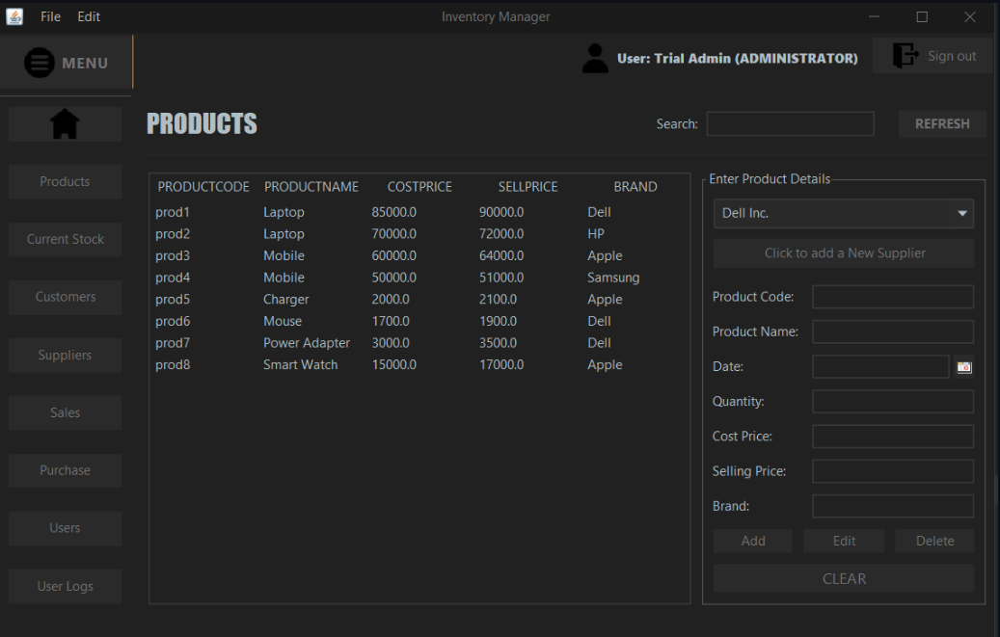 File Edit Inventory Manager
MENU
User: Trial Admin (ADMINISTRATOR)
Sign out
PRODUCTS
Search:
REFRESH
Products
Current Stock
Customers
Suppliers
Sales
Purchase
Users
User Logs
PRODUCTCODE PRODUCTNAME COSTPRICE SELLPRICE BRAND
prod1 Laptop 85000.0 90000.0 Dell
prod2 Laptop 70000.0 72000.0 HP
prod3 Mobile 60000.0 64000.0 Apple
prod4 Mobile 50000.0 51000.0 Samsung
prod5 Charger 2000.0 2100.0 Apple
prod6 Mouse 1700.0 1900.0 Dell
prod7 Power Adapter 3000.0 3500.0 Dell
prod8 Smart Watch 15000.0 17000.0 Apple
Enter Product Details
Dell Inc.
Click to add a New Supplier
Product Code:
Product Name:
Date:
Quantity:
Cost Price:
Selling Price:
Brand:
Add Edit Delete
CLEAR